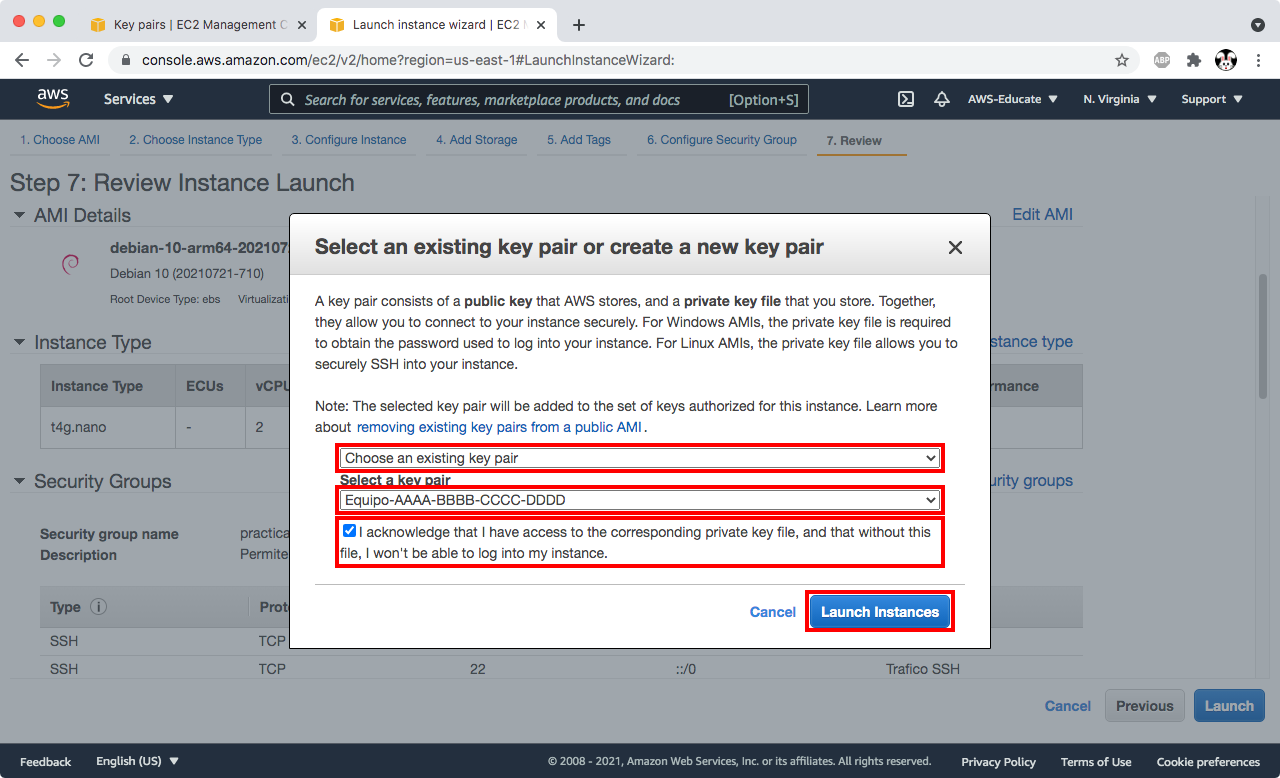 Key pairs | EC2 Management C
Launch instance wizard | EC2 M
console.aws.amazon.com/ec2/v2/home?region=us-east-1#LaunchInstanceWizard:
ABP
aws
Services
Search for services, features, marketplace products, and docs
[Option+S]
AWS-Educate
N. Virginia
Support
1. Choose AMI
2. Choose Instance Type
3. Configure Instance
4. Add Storage
5. Add Tags
6. Configure Security Group
7. Review
Step 7: Review Instance Launch
AMI Details
Edit AMI
debian-10-arm64-2021072
Debian 10 (20210721-710)
Root Device Type: ebs Virtualizati
Select an existing key pair or create a new key pair
A key pair consists of a public key that AWS stores, and a private key file that you store. Together,
they allow you to connect to your instance securely. For Windows AMIs, the private key file is required
to obtain the password used to log into your instance. For Linux AMIs, the private key file allows you to
securely SSH into your instance.
Note: The selected key pair will be added to the set of keys authorized for this instance. Learn more
about removing existing key pairs from a public AMI.
Choose an existing key pair
Select a key pair
Equipo-AAAA-BBBB-CCCC-DDDD
I acknowledge that I have access to the corresponding private key file, and that without this
file, I won't be able to log into my instance.
Cancel
Launch Instances
Instance Type
stance type
Instance Type
ECUs
vCPU
rmance
t4g.nano
-
2
Security Groups
urity groups
Security group name
practica
Description
Permite
Type
Proto
SSH
TCP
SSH
TCP
22
::/0
Trafico SSH
Cancel
Previous
Launch
Feedback
English (US)
© 2008 - 2021, Amazon Web Services, Inc. or its affiliates. All rights reserved.
Privacy Policy
Terms of Use
Cookie preferences